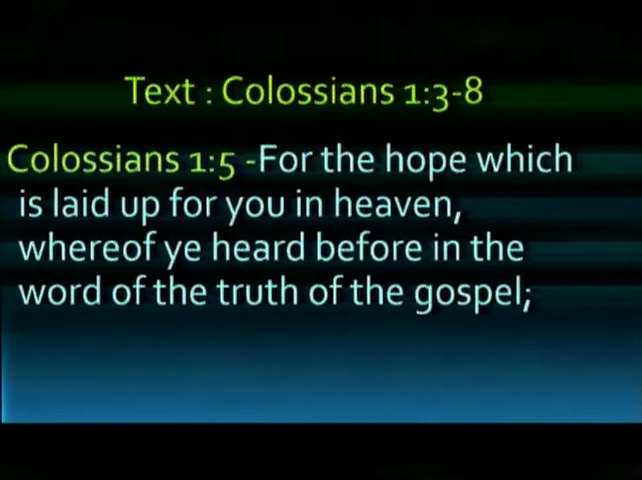 Text : Colossians 1:3-8
Colossians 1:5 -For the hope which
is laid up for you in heaven,
whereof ye heard before in the
word of the truth of the gospel;